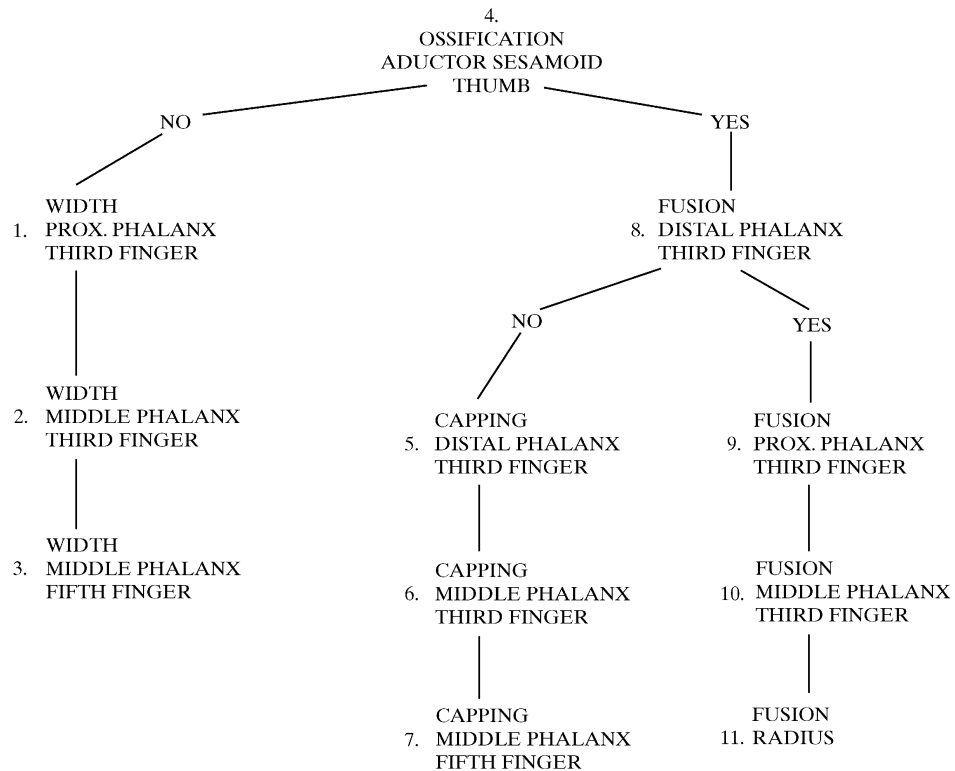 4.
OSSIFICATION
ADUCTOR SESAMOID
THUMB
NO
YES
WIDTH
1. PROX. PHALANX
THIRD FINGER
FUSION
8. DISTAL PHALANX
THIRD FINGER
NO
YES
WIDTH
2. MIDDLE PHALANX
THIRD FINGER
CAPPING
5. DISTAL PHALANX
THIRD FINGER
FUSION
9. PROX. PHALANX
THIRD FINGER
WIDTH
3. MIDDLE PHALANX
FIFTH FINGER
CAPPING
6. MIDDLE PHALANX
THIRD FINGER
FUSION
10. MIDDLE PHALANX
THIRD FINGER
CAPPING
7. MIDDLE PHALANX
FIFTH FINGER
FUSION
11. RADIUS